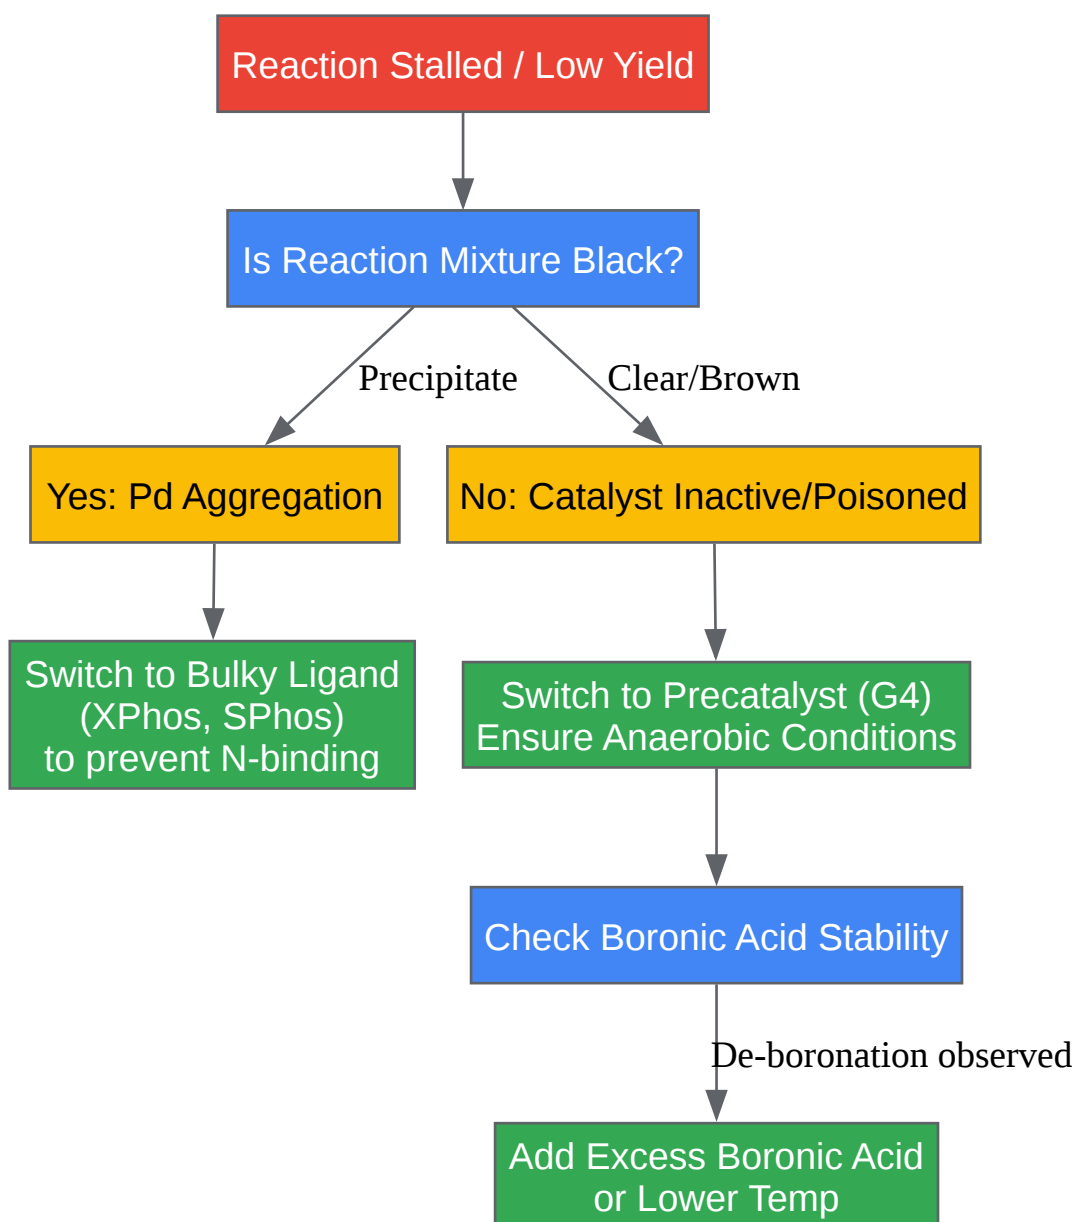 Reaction Stalled / Low Yield
Is Reaction Mixture Black?
Precipitate
Clear/Brown
Yes: Pd Aggregation
No: Catalyst Inactive/Poisoned
Switch to Bulky Ligand
(XPhos, SPhos)
to prevent N-binding
Switch to Precatalyst (G4)
Ensure Anaerobic Conditions
Check Boronic Acid Stability
De-boronation observed
Add Excess Boronic Acid
or Lower Temp